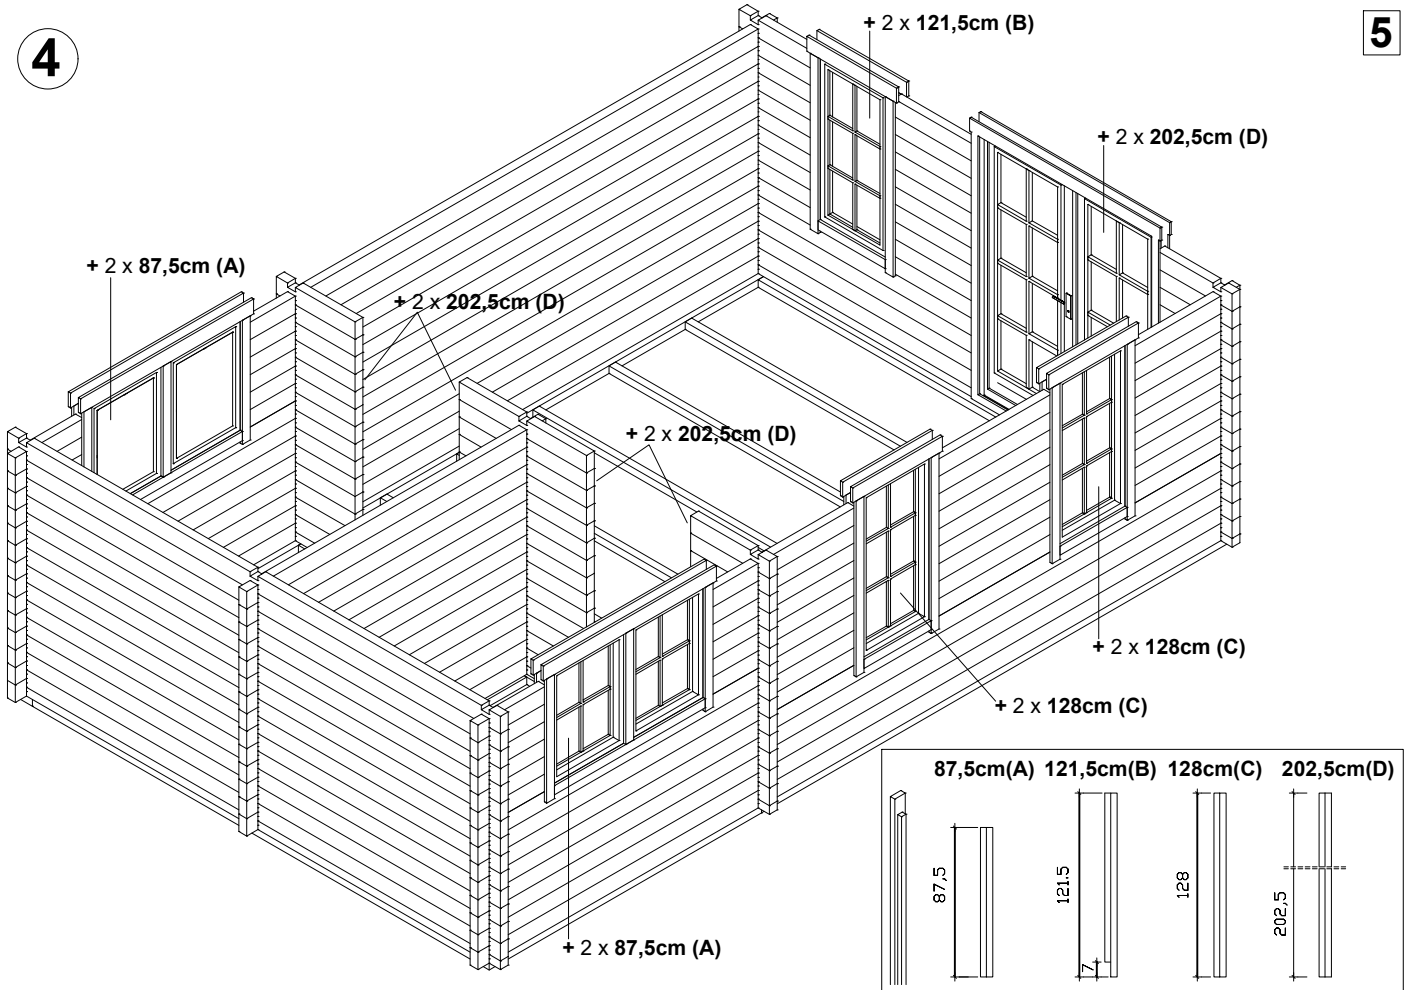 4
5
+ 2 x 121,5cm (B)
+ 2 x 202,5cm (D)
+ 2 x 87,5cm (A)
+ 2 x 202,5cm (D)
+ 2 x 202,5cm (D)
+ 2 x 128cm (C)
+ 2 x 128cm (C)
+ 2 x 87,5cm (A)
87,5cm(A) 121,5cm(B) 128cm(C) 202,5cm(D)
87,5
121.5
7
128
202,5